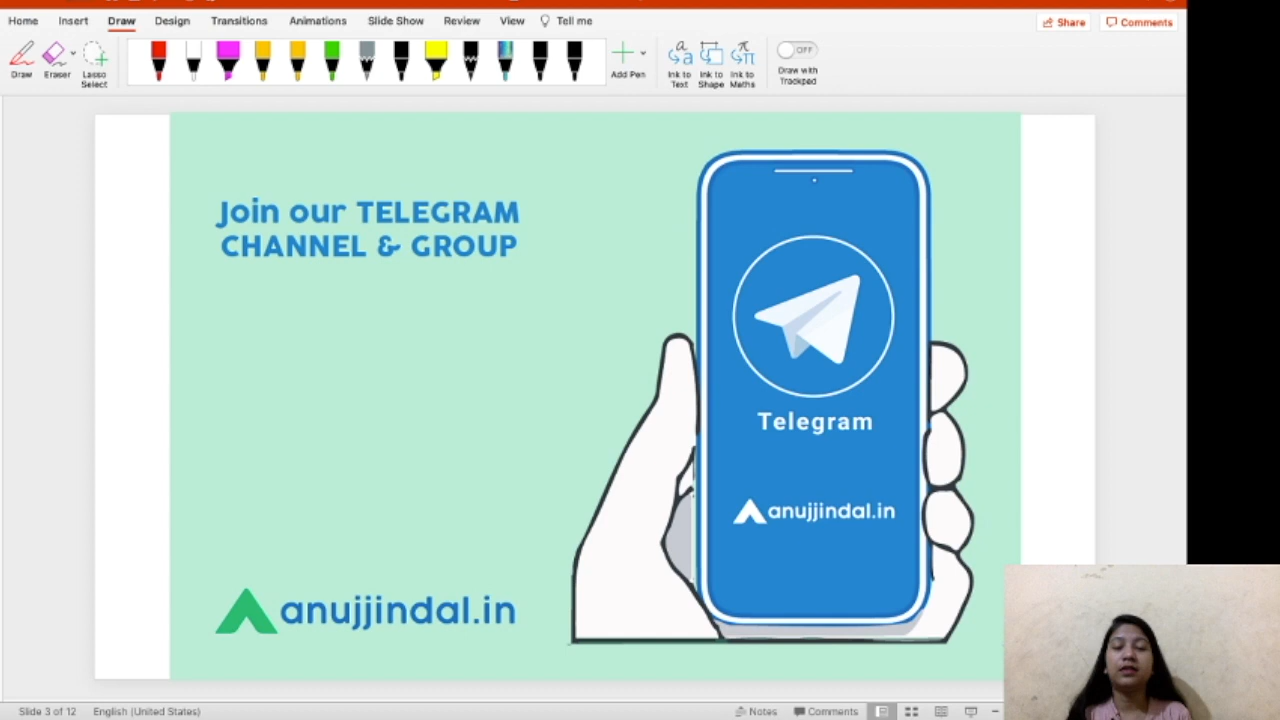 Home Insert Draw Design Transitions Animations Slide Show Review View Tell me Share Comments
Draw Eraser Lasso Select Add Pen Ink to Text Ink to Shape Ink to Maths OFF Draw with Trackpad
Join our TELEGRAM
CHANNEL & GROUP
Telegram
anujjindal.in
anujjindal.in
Slide 3 of 12 English (United States) Notes Comments